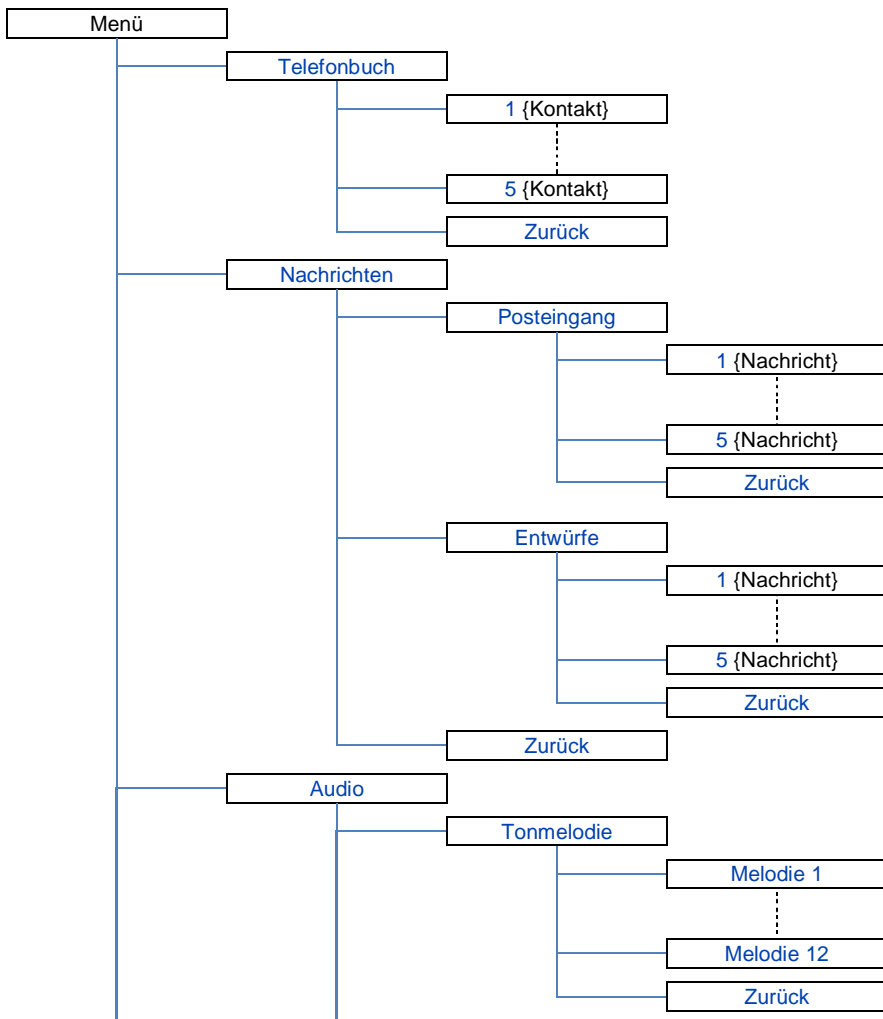 Menü
Telefonbuch
1 {Kontakt}
5 {Kontakt}
Zurück
Nachrichten
Posteingang
1 {Nachricht}
5 {Nachricht}
Zurück
Entwürfe
1 {Nachricht}
5 {Nachricht}
Zurück
Zurück
Audio
Tonmelodie
Melodie 1
Melodie 12
Zurück